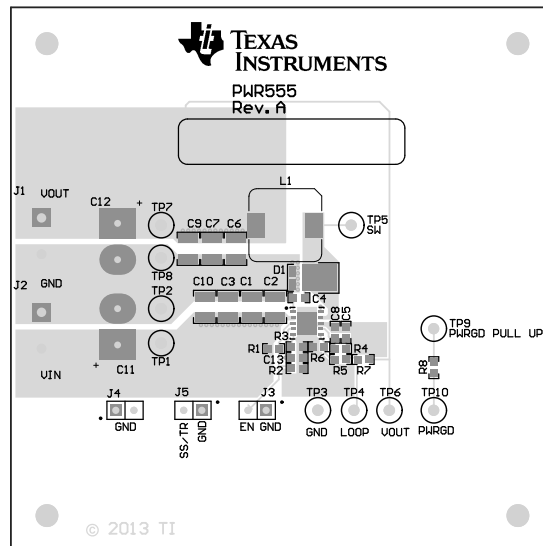 TEXAS
INSTRUMENTS
PWR555
Rev. A
L1
J1
VOUT
C12
+
TP7
C9 C7 C6
TP5
SW
TP8
GND
J2
D1
TP2
C10 C3 C1 C2
C4
C8
C5
TP9
PWRGD PULL UP
VIN
+
C11
TP1
R3
R1
C13
R2
R6
R4
R5
R7
R8
J4
GND
J5
SS/TR
GND
J3
EN GND
TP3
GND
TP4
LOOP
TP6
VOUT
TP10
PWRGD
© 2013 TI